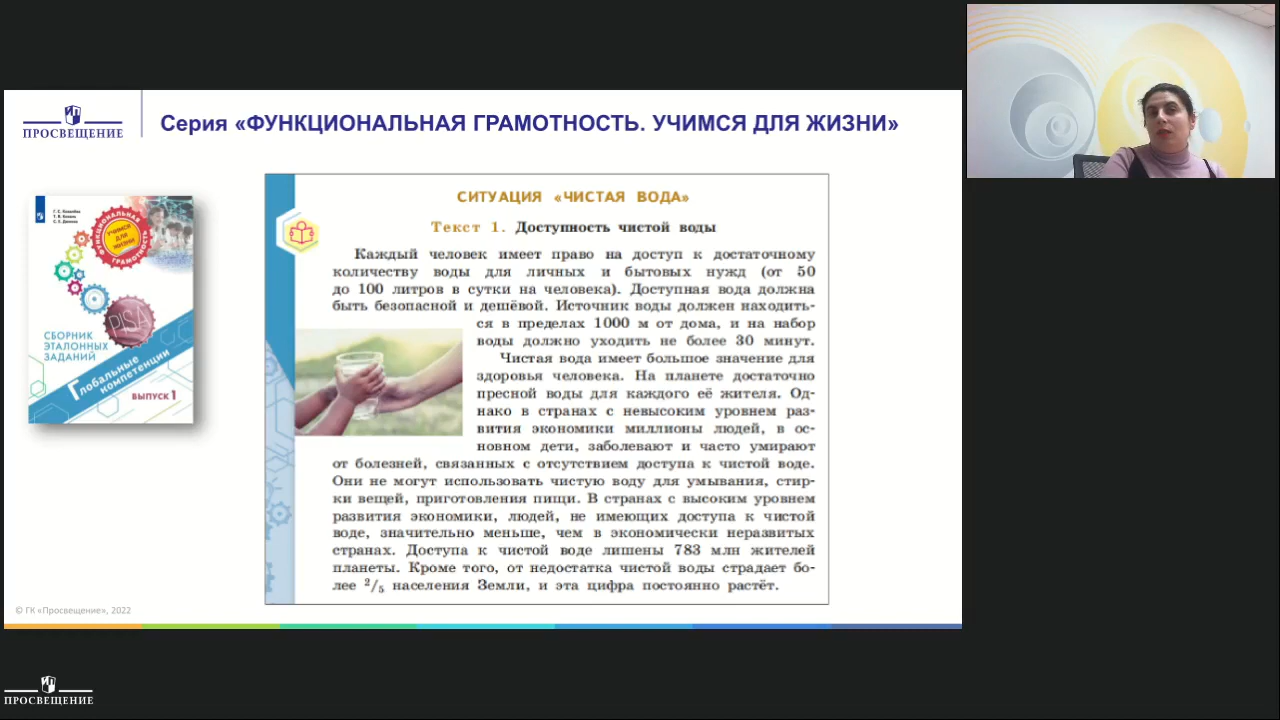 ПРОСВЕЩЕНИЕ
Серия «ФУНКЦИОНАЛЬНАЯ ГРАМОТНОСТЬ. УЧИМСЯ ДЛЯ ЖИЗНИ»
ФУНКЦИОНАЛЬНАЯ ГРАМОТНОСТЬ
УЧИМСЯ
ДЛЯ
ЖИЗНИ
PISA
СБОРНИК
ЭТАЛОННЫХ
ЗАДАНИЙ
Глобальные
компетенции
ВЫПУСК 1
СИТУАЦИЯ «ЧИСТАЯ ВОДА»
Текст 1. Доступность чистой воды
Каждый человек имеет право на доступ к достаточному
количеству воды для личных и бытовых нужд (от 50
до 100 литров в сутки на человека). Доступная вода должна
быть безопасной и дешёвой. Источник воды должен находить-
ся в пределах 1000 м от дома, и на набор
воды должно уходить не более 30 минут.
Чистая вода имеет большое значение для
здоровья человека. На планете достаточно
пресной воды для каждого её жителя. Од-
нако в странах с невысоким уровнем раз-
вития экономики миллионы людей, в ос-
новном дети, заболевают и часто умирают
от болезней, связанных с отсутствием доступа к чистой воде.
Они не могут использовать чистую воду для умывания, стир-
ки вещей, приготовления пищи. В странах с высоким уровнем
развития экономики, людей, не имеющих доступа к чистой
воде, значительно меньше, чем в экономически неразвитых
странах. Доступа к чистой воде лишены 783 млн жителей
планеты. Кроме того, от недостатка чистой воды страдает бо-
лее 2/5 населения Земли, и эта цифра постоянно растёт.
© ГК «Просвещение», 2022
ПРОСВЕЩЕНИЕ